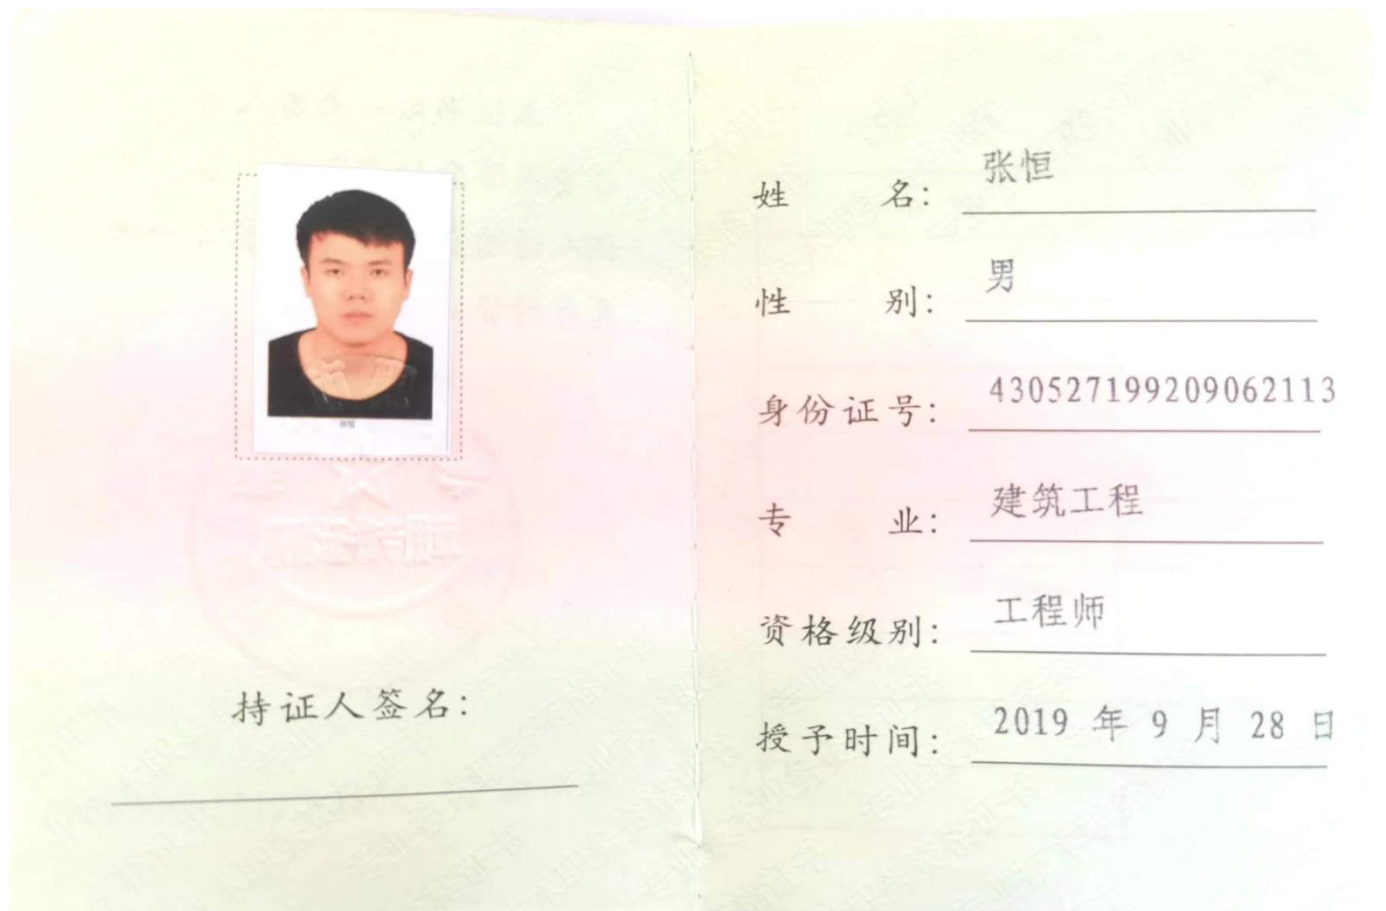 持证人签名:
姓名: 张恒
性别: 男
身份证号: 430527199209062113
专业: 建筑工程
资格级别: 工程师
授予时间: 2019 年 9 月 28 日